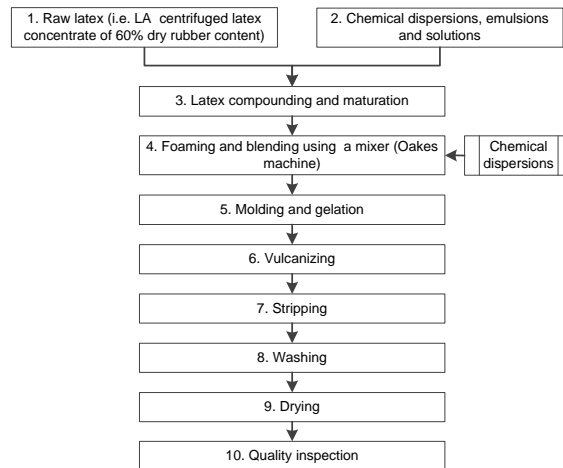 1. Raw latex (i.e. LA centrifuged latex
concentrate of 60% dry rubber content)
2. Chemical dispersions, emulsions
and solutions
3. Latex compounding and maturation
4. Foaming and blending using a mixer (Oakes
machine)
Chemical
dispersions
5. Molding and gelation
6. Vulcanizing
7. Stripping
8. Washing
9. Drying
10. Quality inspection